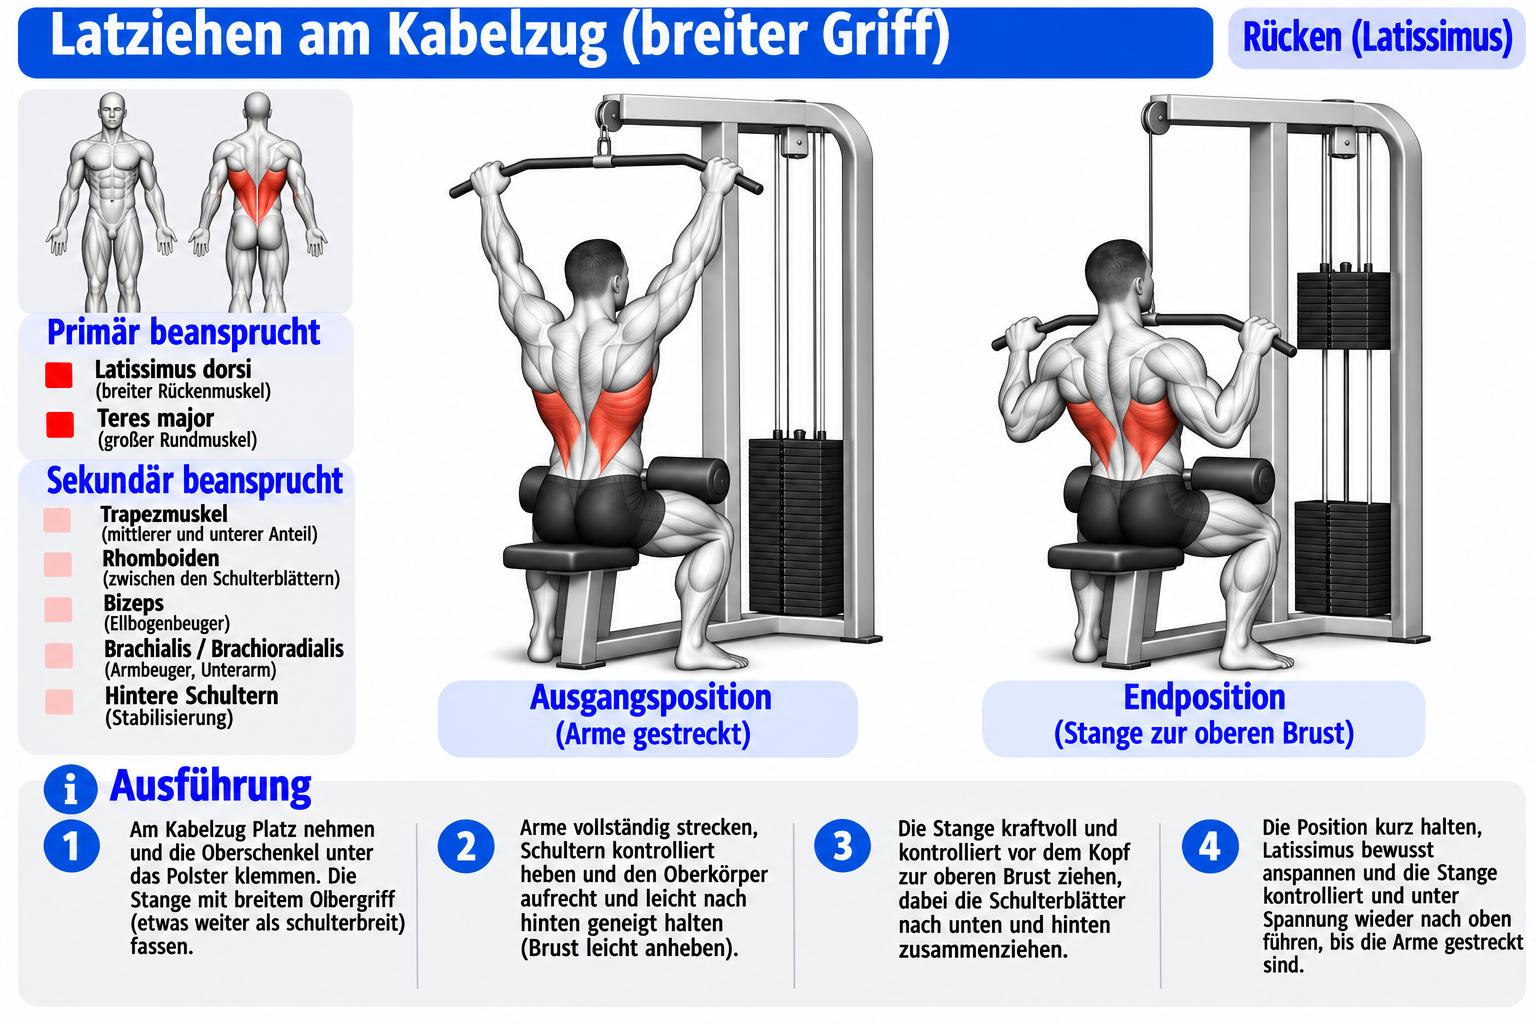 Latziehen am Kabelzug (breiter Griff)
Rücken (Latissimus)
Primär beansprucht
Latissimus dorsi
(breiter Rückenmuskel)
Teres major
(großer Rundmuskel)
Sekundär beansprucht
Trapezmuskel
(mittlerer und unterer Anteil)
Rhomboiden
(zwischen den Schulterblättern)
Bizeps
(Ellbogenbeuger)
Brachialis / Brachioradialis
(Armbeuger, Unterarm)
Hintere Schultern
(Stabilisierung)
Ausgangsposition
(Arme gestreckt)
Endposition
(Stange zur oberen Brust)
i Ausführung
1
Am Kabelzug Platz nehmen
und die Oberschenkel unter
das Polster klemmen. Die
Stange mit breitem Olbergriff
(etwas weiter als schulterbreit)
fassen.
2
Arme vollständig strecken,
Schultern kontrolliert
heben und den Oberkörper
aufrecht und leicht nach
hinten geneigt halten
(Brust leicht anheben).
3
Die Stange kraftvoll und
kontrolliert vor dem Kopf
zur oberen Brust ziehen,
dabei die Schulterblätter
nach unten und hinten
zusammenziehen.
4
Die Position kurz halten,
Latissimus bewusst
anspannen und die Stange
kontrolliert und unter
Spannung wieder nach oben
führen, bis die Arme gestreckt
sind.